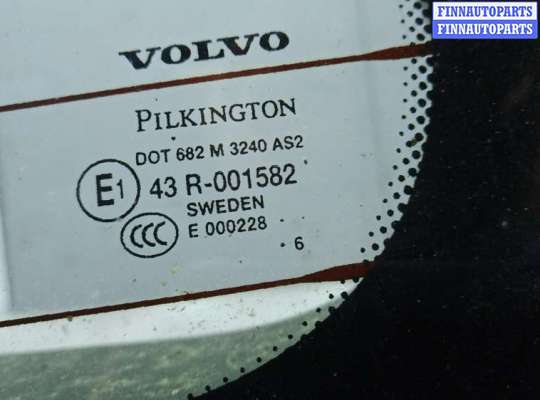 FINNAUTOPARTS
FINNAUTOPARTS
VOLVO
PILKINGTON
DOT 682 M 3240 AS2
E1 43 R-001582
SWEDEN
CCC E 000228
6